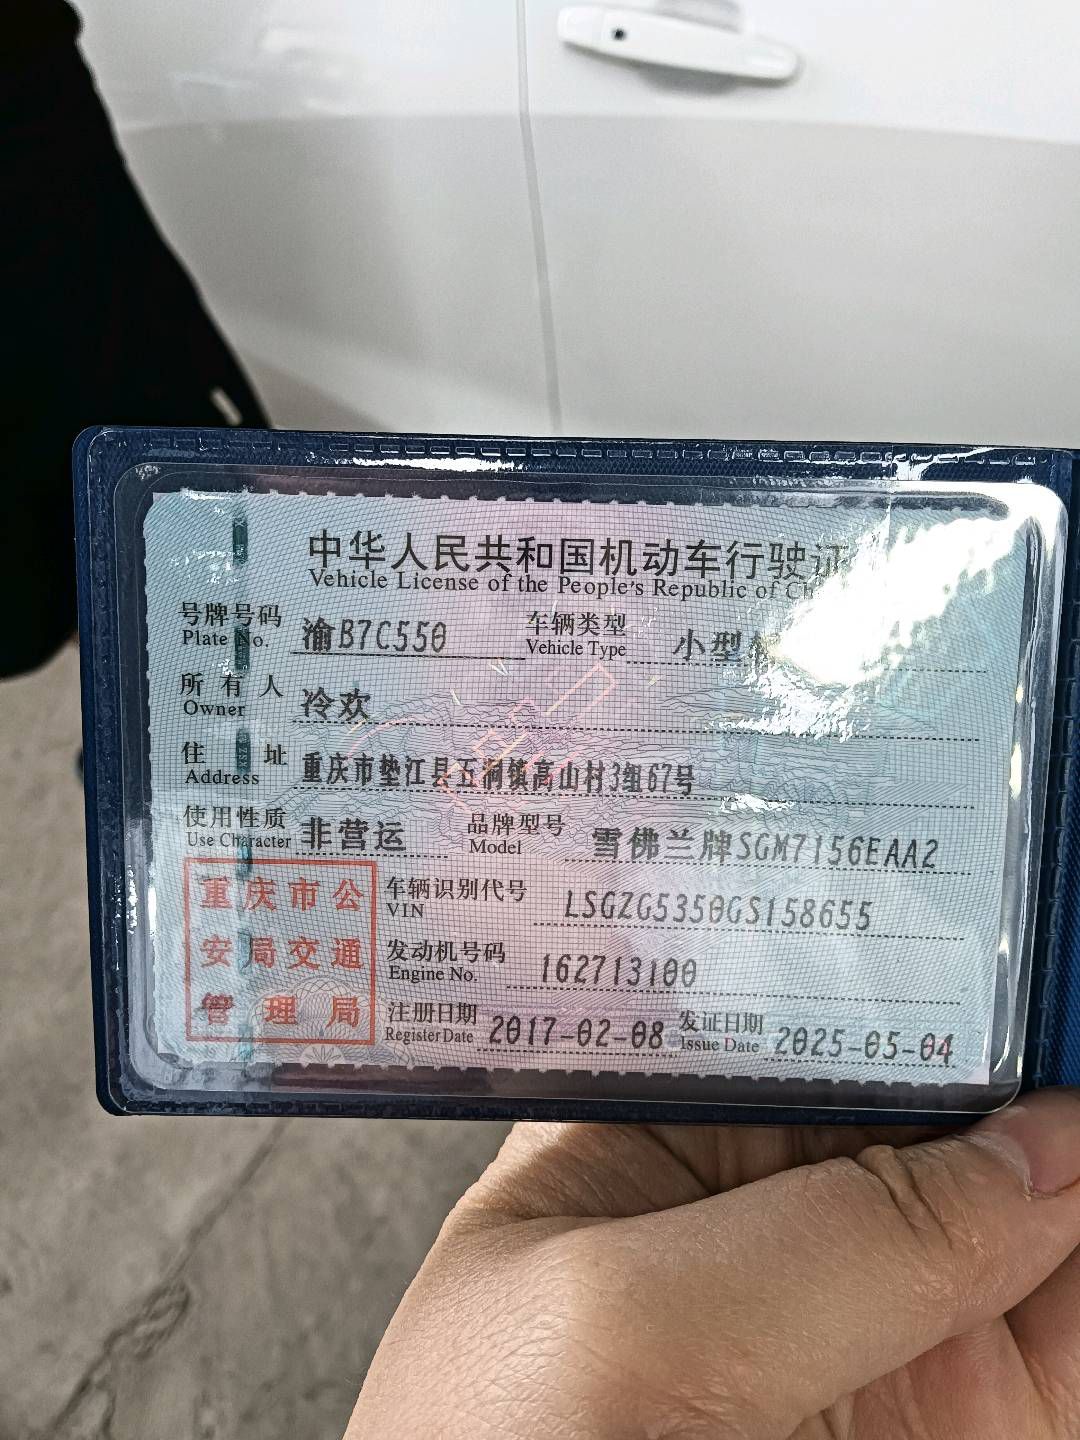 中华人民共和国机动车行驶证
Vehicle License of the People's Republic of
号牌号码 渝B7C550 车辆类型 小型
Plate No. Vehicle Type
所有人 冷欢
Owner
住址 重庆市垫江县五洞镇高山村3组67号
Address
使用性质 非营运 品牌型号 雪佛兰牌SGM7156EAA2
Use Character Model
重庆市公
安局交通
管理局
车辆识别代号 LSGZG5350GS158655
VIN
发动机号码 162713100
Engine No.
注册日期 2017-02-08 发证日期 2025-05-04
Register Date Issue Date